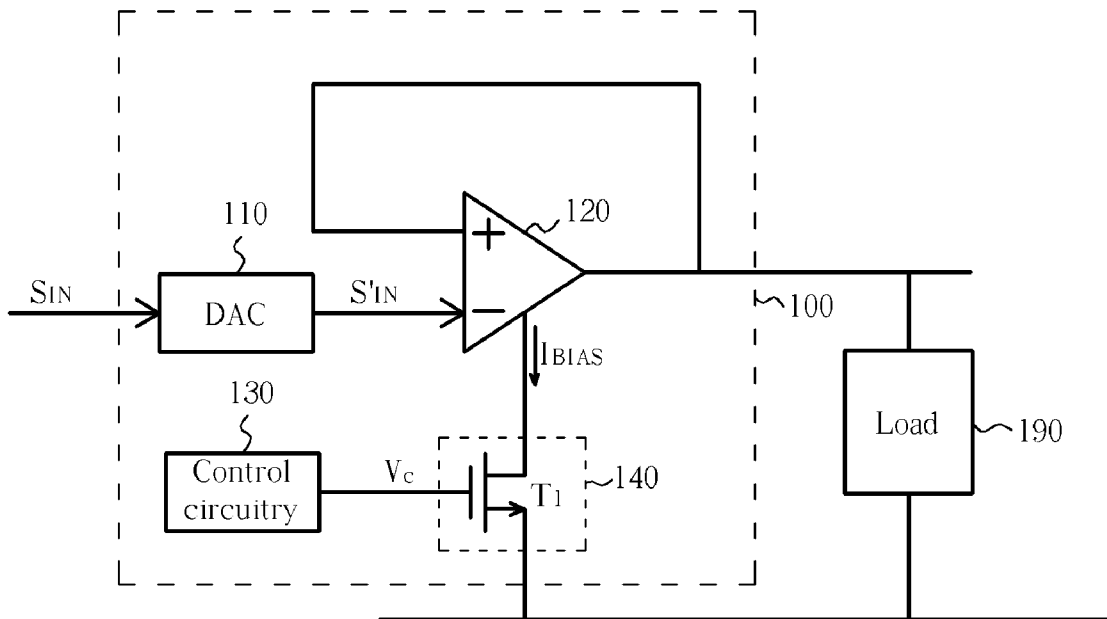 110
120
+
SIN
DAC
S'IN
−
100
IBIAS
130
Load
190
Control
circuitry
Vc
T1
140